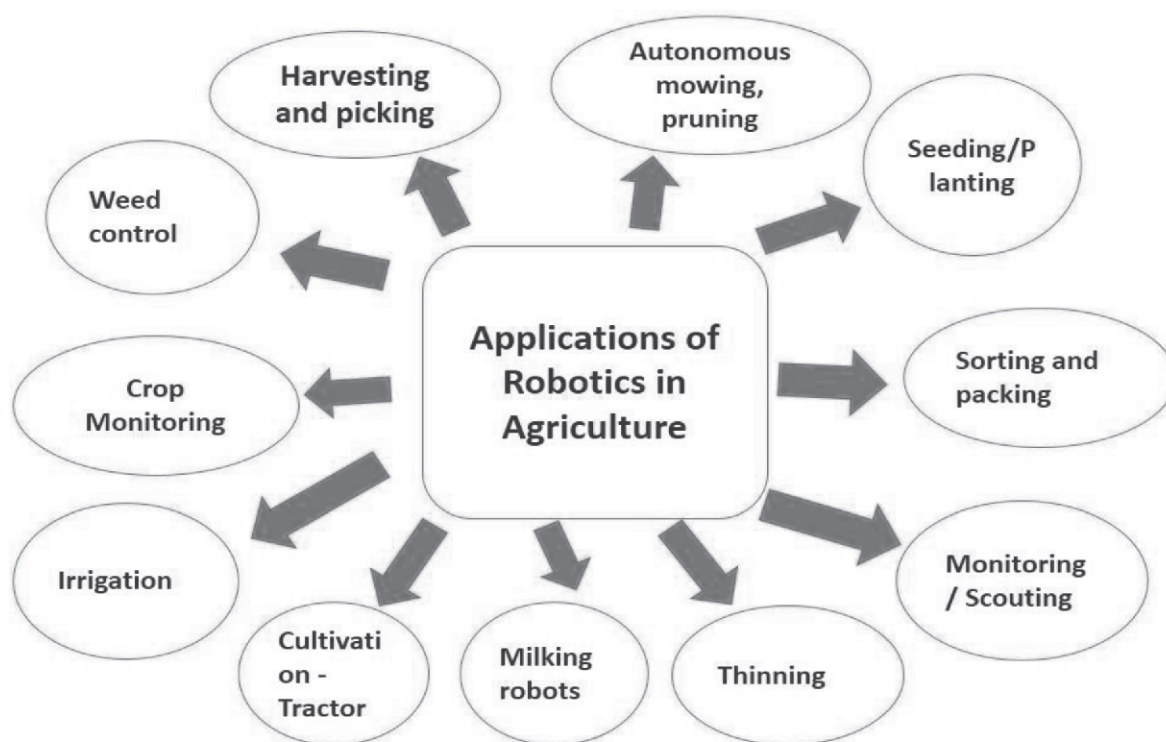 Harvesting
and picking
Autonomous
mowing,
pruning
Seeding/P
lanting
Weed
control
Applications of
Robotics in
Agriculture
Sorting and
packing
Crop
Monitoring
Monitoring
/ Scouting
Irrigation
Cultivati
on -
Tractor
Milking
robots
Thinning